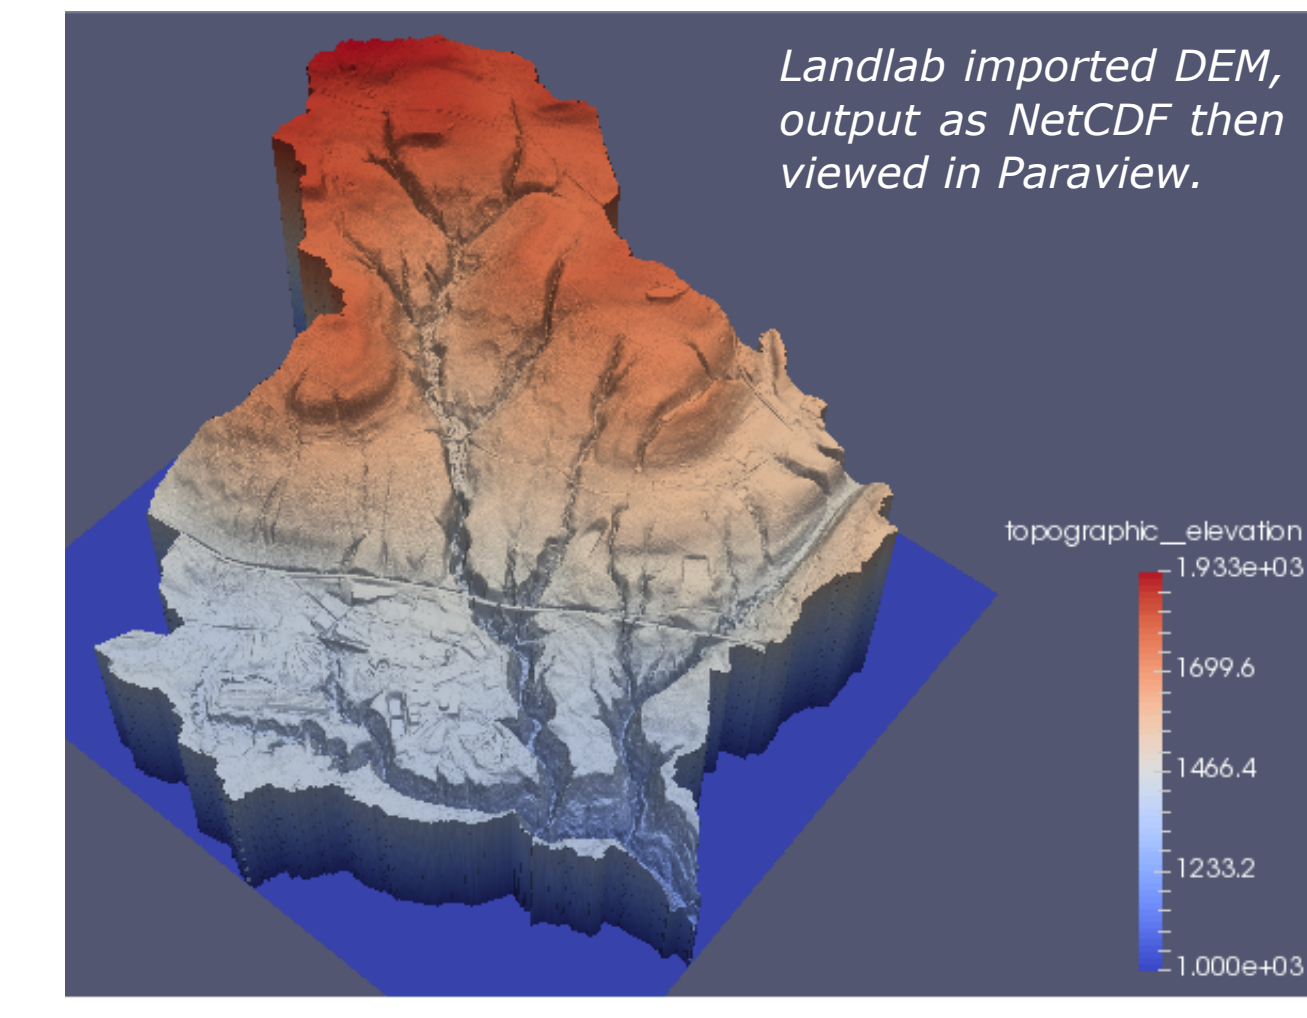 Landlab imported DEM,
output as NetCDF then
viewed in Paraview.
topographic__elevation
1.933e+03
1699.6
1466.4
1233.2
1.000e+03